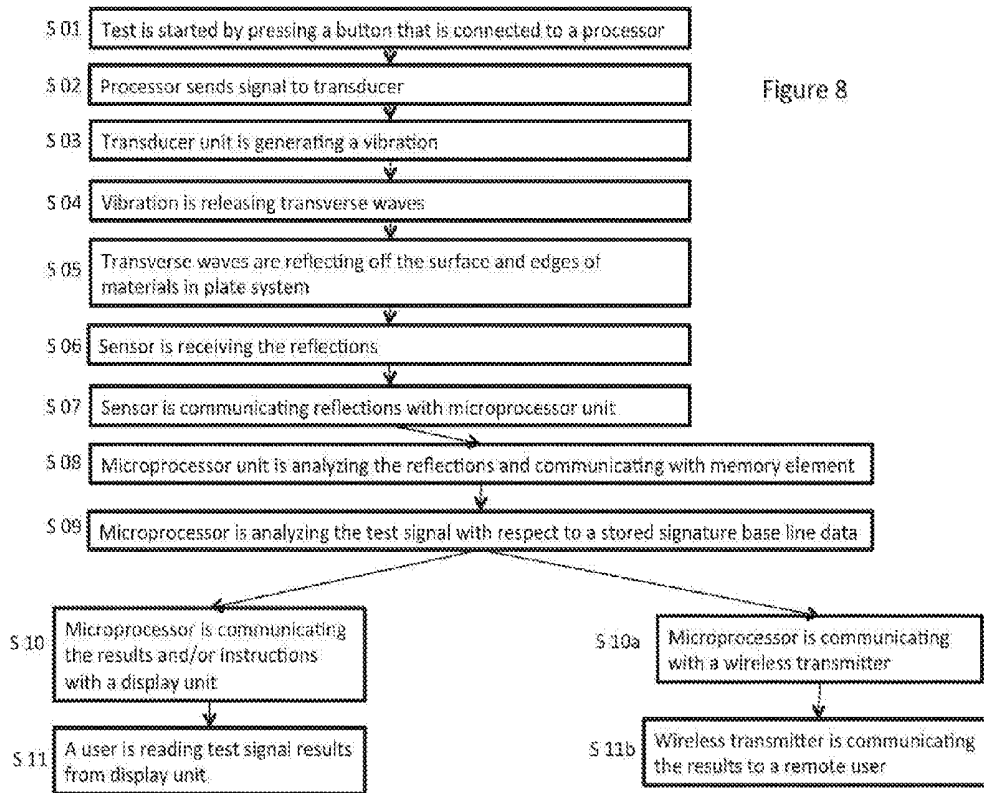 S 01 Test is started by pressing a button that is connected to a processor
S 02 Processor sends signal to transducer
Figure 8
S 03 Transducer unit is generating a vibration
S 04 Vibration is releasing transverse waves
S 05 Transverse waves are reflecting off the surface and edges of
materials in plate system
S 06 Sensor is receiving the reflections
S 07 Sensor is communicating reflections with microprocessor unit
S 08 Microprocessor unit is analyzing the reflections and communicating with memory element
S 09 Microprocessor is analyzing the test signal with respect to a stored signature base line data
S 10 Microprocessor is communicating
the results and/or instructions
with a display unit
S 10a Microprocessor is communicating
with a wireless transmitter
S 11 A user is reading test signal results
from display unit.
S 11b Wireless transmitter is communicating
the results to a remote user